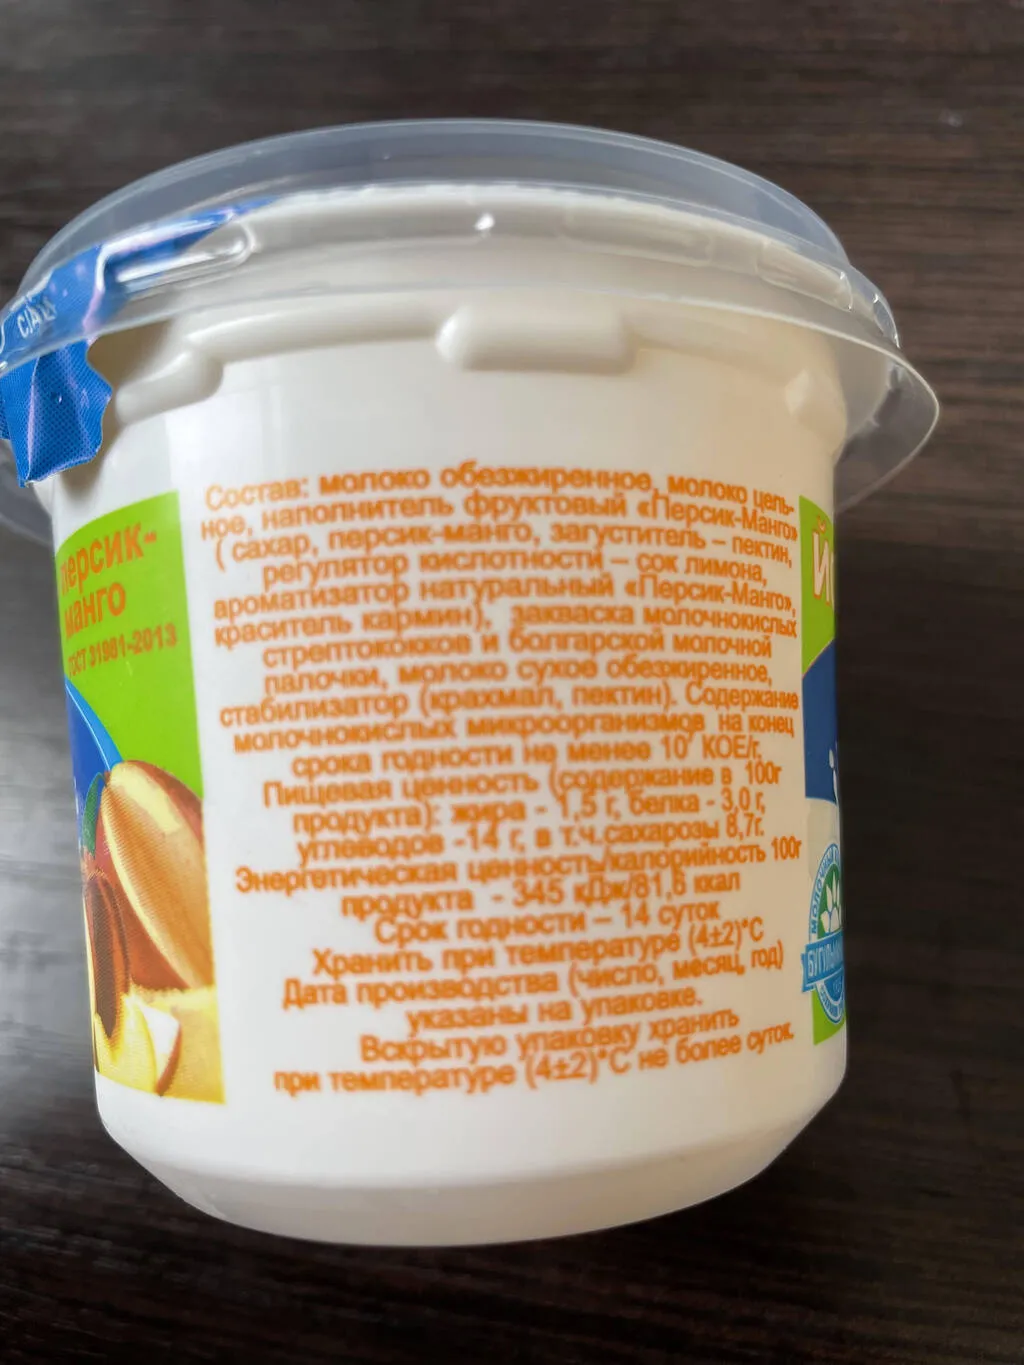 САХ
персик-
манго
ГОСТ 31981-2013
Состав: молоко обезжиренное, молоко цель-
ное, наполнитель фруктовый «Персик-Манго»
( сахар, персик-манго, загуститель – пектин,
регулятор кислотности – сок лимона,
ароматизатор натуральный «Персик-Манго»,
краситель кармин), закваска молочнокислых
стрептококков и болгарской молочной
палочки, молоко сухое обезжиренное,
стабилизатор (крахмал, пектин). Содержание
молочнокислых микроорганизмов на конец
срока годности не менее 10⁷ КОЕ/г.
Пищевая ценность (содержание в 100г
продукта): жира - 1,5 г, белка - 3,0 г,
углеводов -14 г, в т.ч.сахарозы 8,7г.
Энергетическая ценность/калорийность 100г
продукта - 345 кДж/81,6 ккал
Срок годности – 14 суток
Хранить при температуре (4±2)°С
Дата производства (число, месяц, год)
указаны на упаковке.
Вскрытую упаковку хранить
при температуре (4±2)°С не более суток.